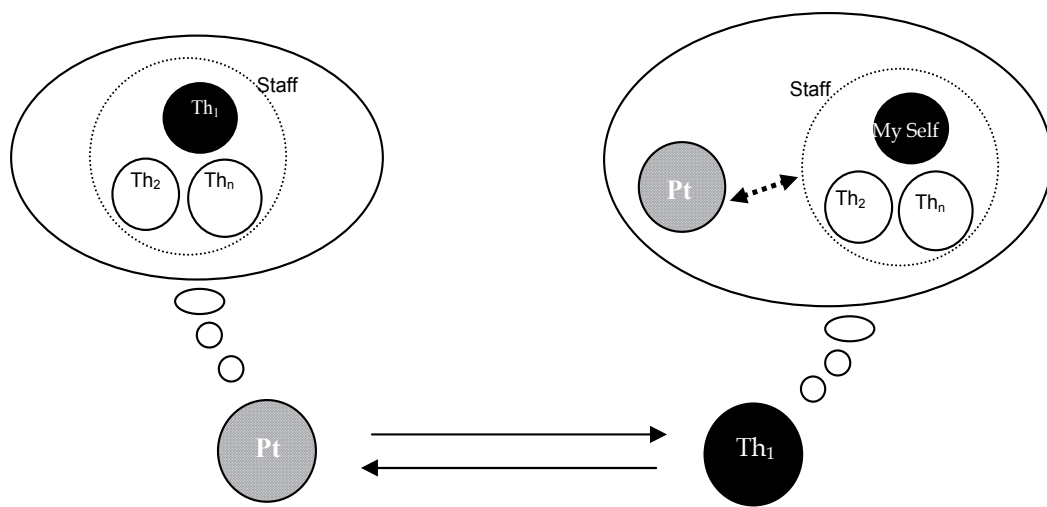 Staff
Th₁
Th₂
Thₙ
Staff
My Self
Pt
Th₂
Thₙ
Pt
Th₁